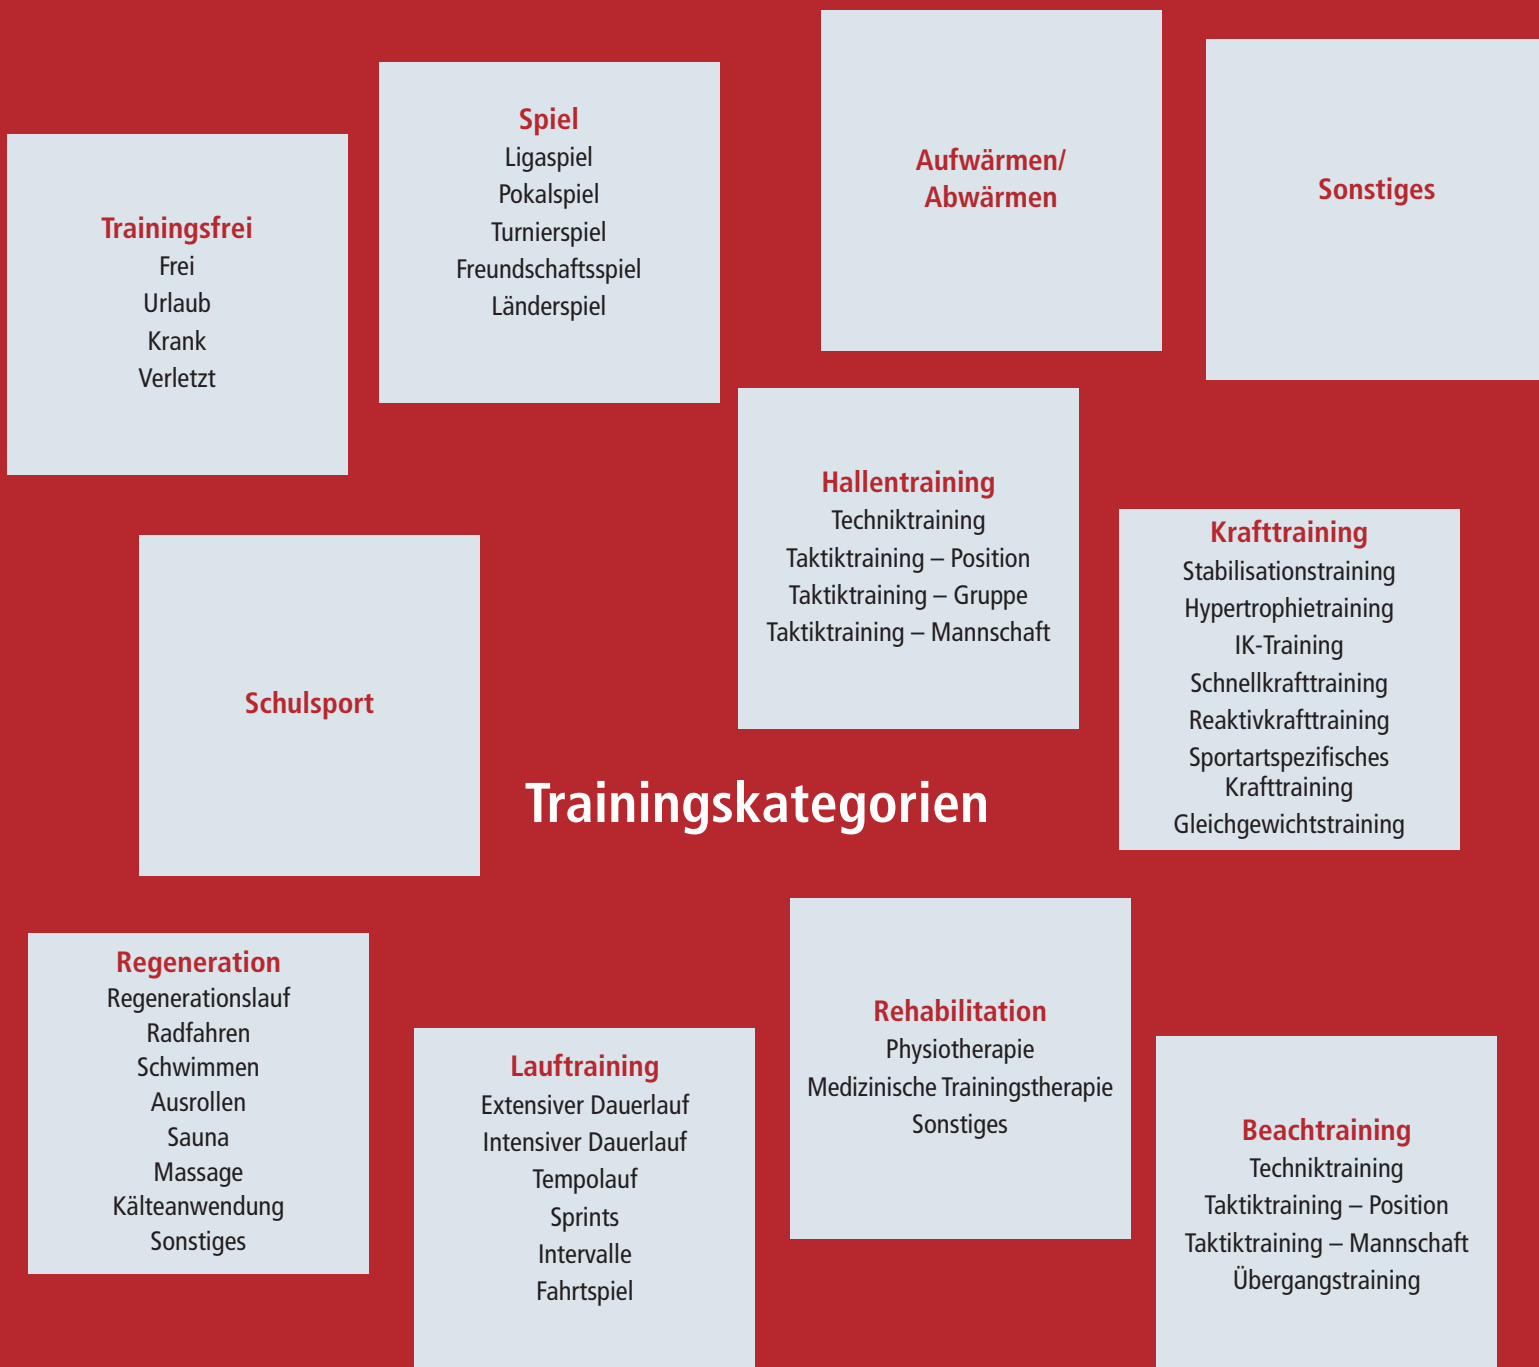 Trainingsfrei
Frei
Urlaub
Krank
Verletzt
Spiel
Ligaspiel
Pokalspiel
Turnierspiel
Freundschaftsspiel
Länderspiel
Aufwärmen/
Abwärmen
Sonstiges
Hallentraining
Techniktraining
Taktiktraining – Position
Taktiktraining – Gruppe
Taktiktraining – Mannschaft
Krafttraining
Stabilisationstraining
Hypertrophietraining
IK-Training
Schnellkrafttraining
Reaktivkrafttraining
Sportartspezifisches
Krafttraining
Gleichgewichtstraining
Schulsport
Trainingskategorien
Regeneration
Regenerationslauf
Radfahren
Schwimmen
Ausrollen
Sauna
Massage
Kälteanwendung
Sonstiges
Lauftraining
Extensiver Dauerlauf
Intensiver Dauerlauf
Tempolauf
Sprints
Intervalle
Fahrtspiel
Rehabilitation
Physiotherapie
Medizinische Trainingstherapie
Sonstiges
Beachtraining
Techniktraining
Taktiktraining – Position
Taktiktraining – Mannschaft
Übergangstraining